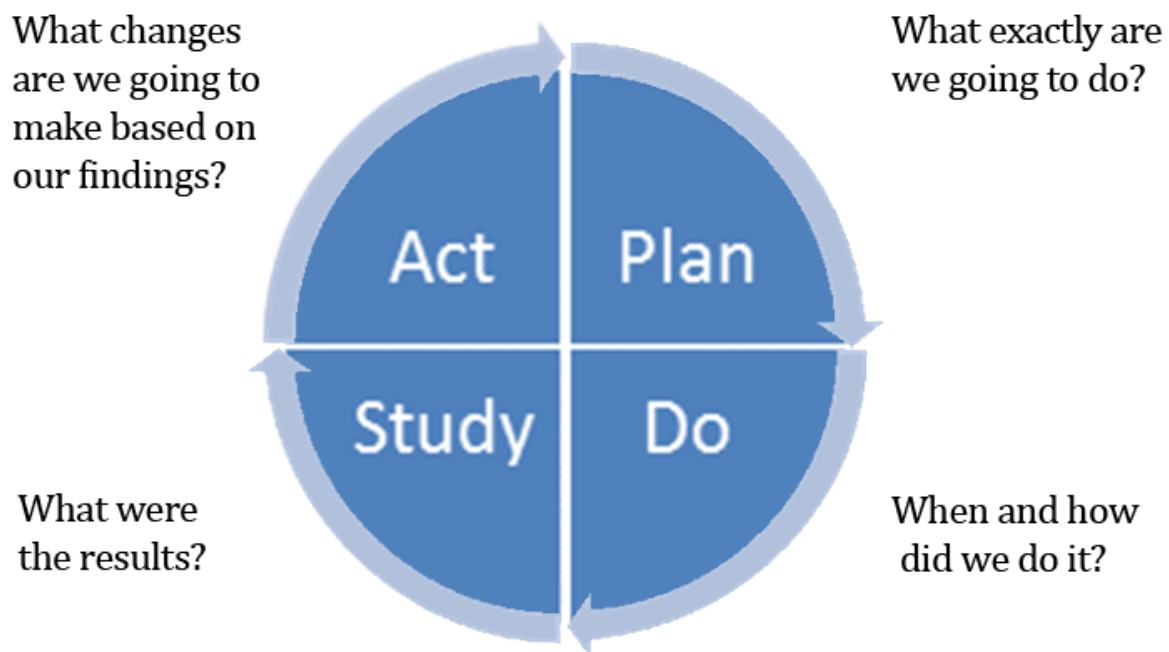 What changes
are we going to
make based on
our findings?
What exactly are
we going to do?
Act
Plan
Study
Do
What were
the results?
When and how
did we do it?